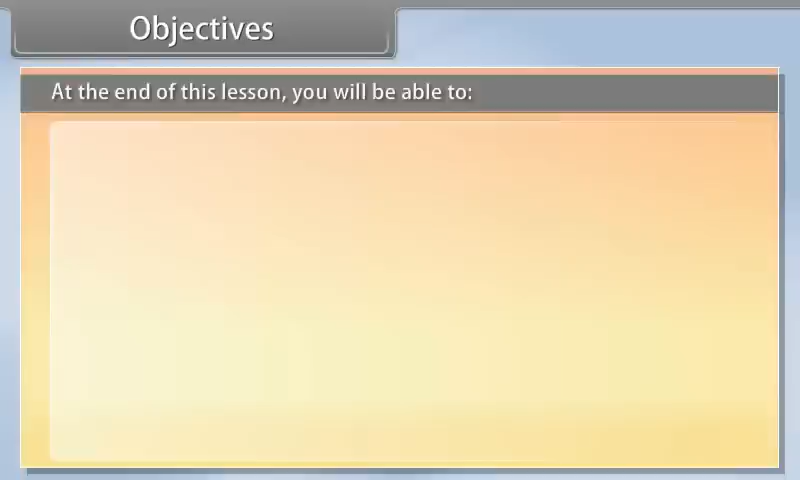 Objectives
At the end of this lesson, you will be able to: